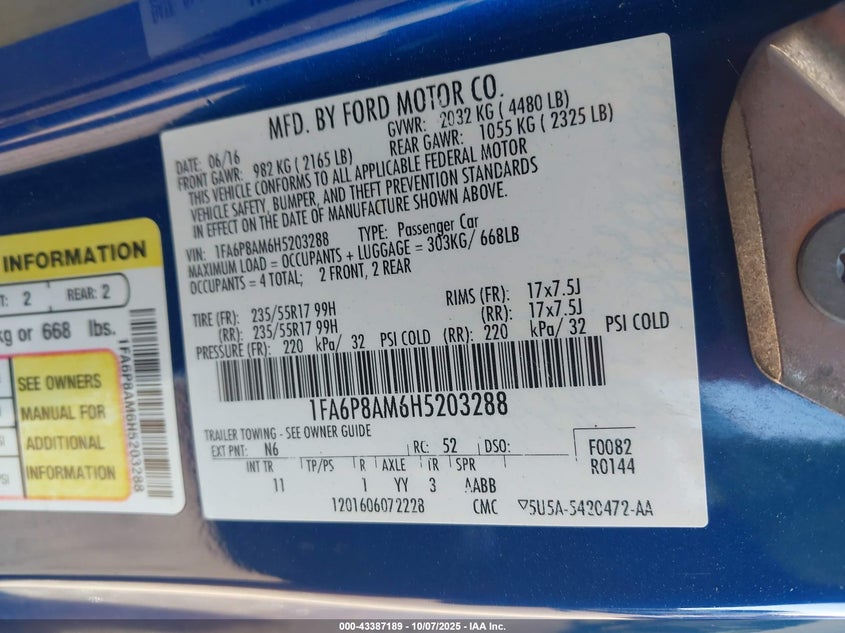 MFD. BY FORD MOTOR CO.
DATE: 06/16 GVWR: 2032 KG ( 4480 LB)
FRONT GAWR: 982 KG ( 2165 LB) REAR GAWR: 1055 KG ( 2325 LB)
THIS VEHICLE CONFORMS TO ALL APPLICABLE FEDERAL MOTOR
VEHICLE SAFETY, BUMPER, AND THEFT PREVENTION STANDARDS
IN EFFECT ON THE DATE OF MANUFACTURE SHOWN ABOVE.
VIN: 1FA6P8AM6H5203288 TYPE: Passenger Car
MAXIMUM LOAD = OCCUPANTS + LUGGAGE = 303KG/ 668LB
OCCUPANTS = 4 TOTAL; 2 FRONT, 2 REAR
TIRE (FR): 235/55R17 99H RIMS (FR): 17x7.5J
(RR): 235/55R17 99H (RR): 17x7.5J
PRESSURE (FR): 220 kPa/ 32 PSI COLD (RR): 220 kPa/ 32 PSI COLD
1FA6P8AM6H5203288
TRAILER TOWING - SEE OWNER GUIDE
EXT PNT: N6 RC: 52 DSO: F0082
R0144
INT TR TP/PS R AXLE TR SPR
11 1 YY 3 AABB
1201606072228 CMC ▽5U5A-5420472-AA
INFORMATION
2 REAR: 2
kg or 668 lbs.
SEE OWNERS
MANUAL FOR
ADDITIONAL
INFORMATION
1FA6P8AM6H5203288
000-43387189 - 10/07/2025 - IAA Inc.